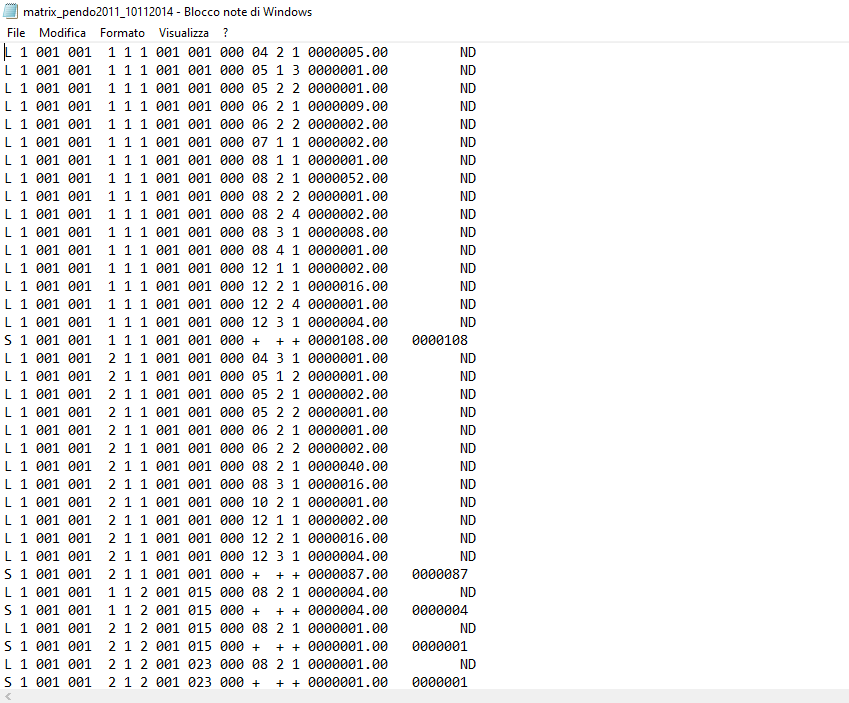 matrix_pendo2011_10112014 - Blocco note di Windows
File Modifica Formato Visualizza ?
L 1 001 001  1 1 1 001 001 000 04 2 1 0000005.00         ND
L 1 001 001  1 1 1 001 001 000 05 1 3 0000001.00         ND
L 1 001 001  1 1 1 001 001 000 05 2 2 0000001.00         ND
L 1 001 001  1 1 1 001 001 000 06 2 1 0000009.00         ND
L 1 001 001  1 1 1 001 001 000 06 2 2 0000002.00         ND
L 1 001 001  1 1 1 001 001 000 07 1 1 0000002.00         ND
L 1 001 001  1 1 1 001 001 000 08 1 1 0000001.00         ND
L 1 001 001  1 1 1 001 001 000 08 2 1 0000052.00         ND
L 1 001 001  1 1 1 001 001 000 08 2 2 0000001.00         ND
L 1 001 001  1 1 1 001 001 000 08 2 4 0000002.00         ND
L 1 001 001  1 1 1 001 001 000 08 3 1 0000008.00         ND
L 1 001 001  1 1 1 001 001 000 08 4 1 0000001.00         ND
L 1 001 001  1 1 1 001 001 000 12 1 1 0000002.00         ND
L 1 001 001  1 1 1 001 001 000 12 2 1 0000016.00         ND
L 1 001 001  1 1 1 001 001 000 12 2 4 0000001.00         ND
L 1 001 001  1 1 1 001 001 000 12 3 1 0000004.00         ND
S 1 001 001  1 1 1 001 001 000 +  + + 0000108.00   0000108
L 1 001 001  2 1 1 001 001 000 04 3 1 0000001.00         ND
L 1 001 001  2 1 1 001 001 000 05 1 2 0000001.00         ND
L 1 001 001  2 1 1 001 001 000 05 2 1 0000002.00         ND
L 1 001 001  2 1 1 001 001 000 05 2 2 0000001.00         ND
L 1 001 001  2 1 1 001 001 000 06 2 1 0000001.00         ND
L 1 001 001  2 1 1 001 001 000 06 2 2 0000002.00         ND
L 1 001 001  2 1 1 001 001 000 08 2 1 0000040.00         ND
L 1 001 001  2 1 1 001 001 000 08 3 1 0000016.00         ND
L 1 001 001  2 1 1 001 001 000 10 2 1 0000001.00         ND
L 1 001 001  2 1 1 001 001 000 12 1 1 0000002.00         ND
L 1 001 001  2 1 1 001 001 000 12 2 1 0000016.00         ND
L 1 001 001  2 1 1 001 001 000 12 3 1 0000004.00         ND
S 1 001 001  2 1 1 001 001 000 +  + + 0000087.00   0000087
L 1 001 001  1 1 2 001 015 000 08 2 1 0000004.00         ND
S 1 001 001  1 1 2 001 015 000 +  + + 0000004.00   0000004
L 1 001 001  2 1 2 001 015 000 08 2 1 0000001.00         ND
S 1 001 001  2 1 2 001 015 000 +  + + 0000001.00   0000001
L 1 001 001  2 1 2 001 023 000 08 2 1 0000001.00         ND
S 1 001 001  2 1 2 001 023 000 +  + + 0000001.00   0000001